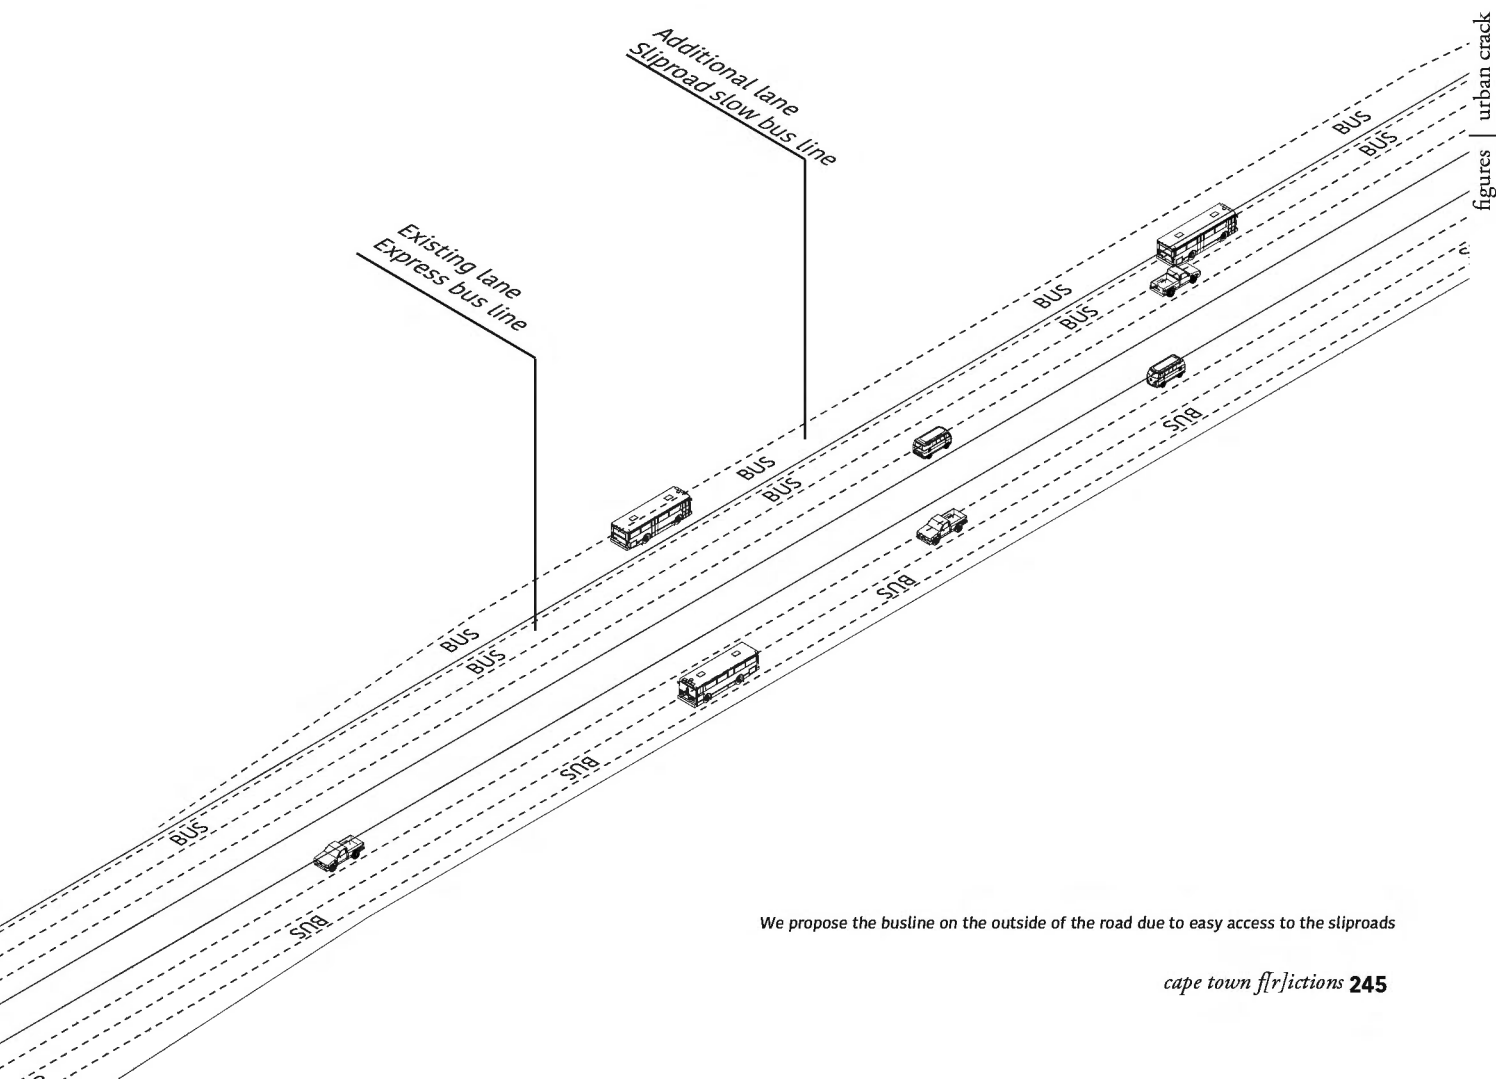 Additional lane
Sliproad slow bus line
Existing lane
Express bus line
figures | urban crack
BUS
BUS
BUS
BUS
BUS
BUS
BUS
BUS
BUS
BUS
BUS
BUS
BUS
We propose the busline on the outside of the road due to easy access to the sliproads
cape town f[r]ictions 245